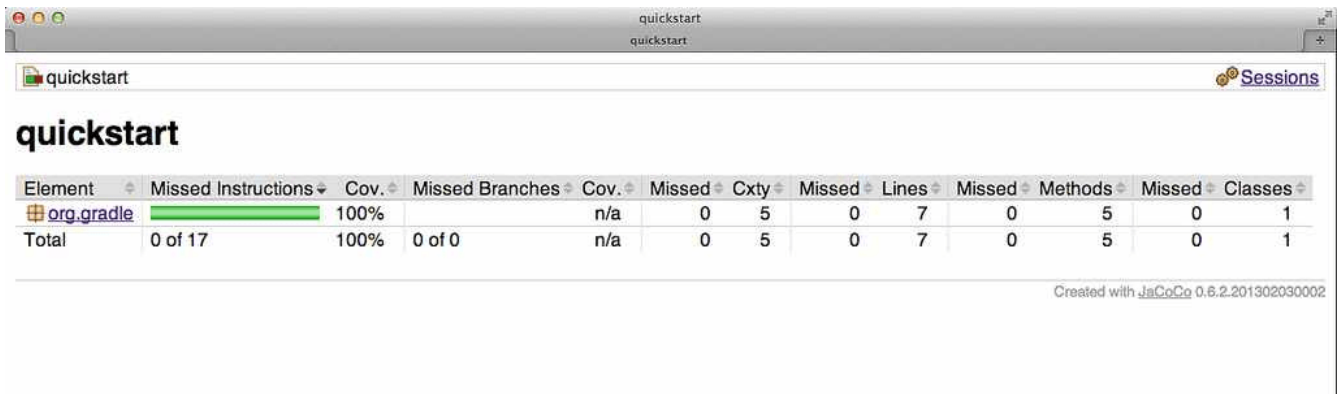 quickstart
quickstart
quickstart
Sessions
quickstart
Element Missed Instructions Cov. Missed Branches Cov. Missed Cxty Missed Lines Missed Methods Missed Classes
org.gradle 100% n/a 0 5 0 7 0 5 0 1
Total 0 of 17 100% 0 of 0 n/a 0 5 0 7 0 5 0 1
Created with JaCoCo 0.6.2.201302030002